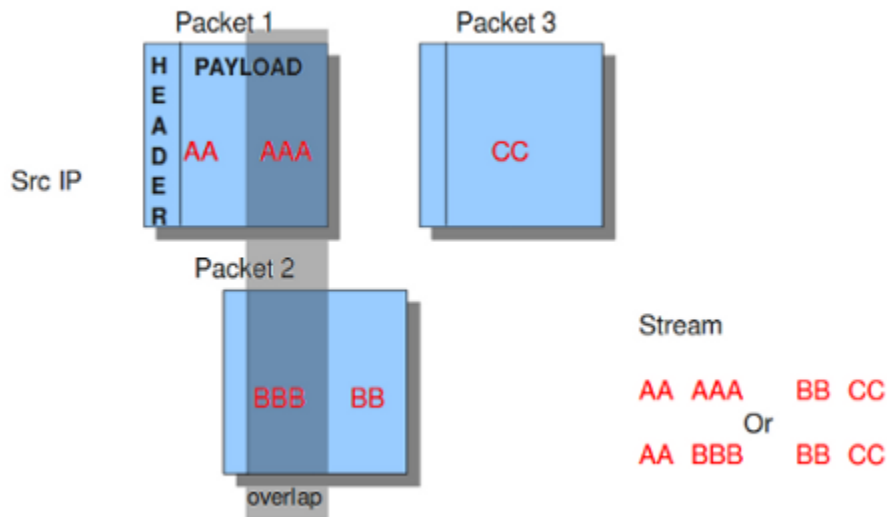 Packet 1
HEADER
PAYLOAD
AA AAA
Src IP
Packet 3
CC
Packet 2
BBB BB
overlap
Stream
AA AAA BB CC
Or
AA BBB BB CC